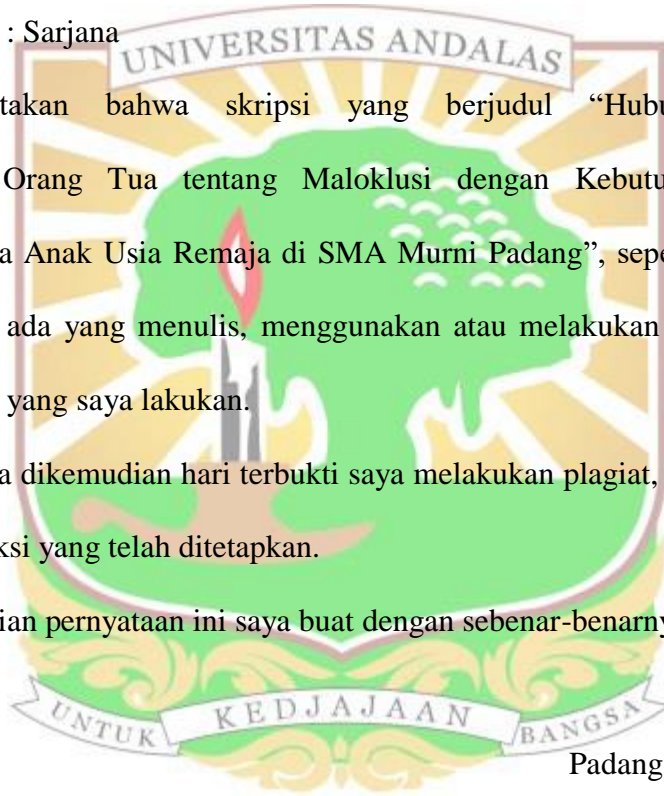 : Sarjana
UNIVERSITAS ANDALAS
takan bahwa skripsi yang berjudul “Hubu
Orang Tua tentang Maloklusi dengan Kebutu
a Anak Usia Remaja di SMA Murni Padang”, sepe
ada yang menulis, menggunakan atau melakukan
yang saya lakukan.
a dikemudian hari terbukti saya melakukan plagiat,
ksi yang telah ditetapkan.
ian pernyataan ini saya buat dengan sebenar-benarny
UNTUK KEDJAJAAN BANGSA
Padang